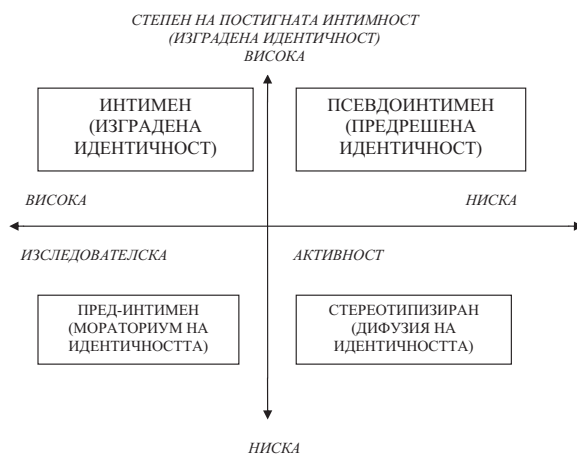 СТЕПЕН НА ПОСТИГНАТА ИНТИМНОСТ
(ИЗГРАДЕНА ИДЕНТИЧНОСТ)
ВИСОКА
ИНТИМЕН
(ИЗГРАДЕНА
ИДЕНТИЧНОСТ)
ПСЕВДОИНТИМЕН
(ПРЕДРЕШЕНА
ИДЕНТИЧНОСТ)
ВИСОКА
НИСКА
ИЗСЛЕДОВАТЕЛСКА
АКТИВНОСТ
ПРЕД-ИНТИМЕН
(МОРАТОРИУМ НА
ИДЕНТИЧНОСТТА)
СТЕРЕОТИПИЗИРАН
(ДИФУЗИЯ НА
ИДЕНТИЧНОСТТА)
НИСКА